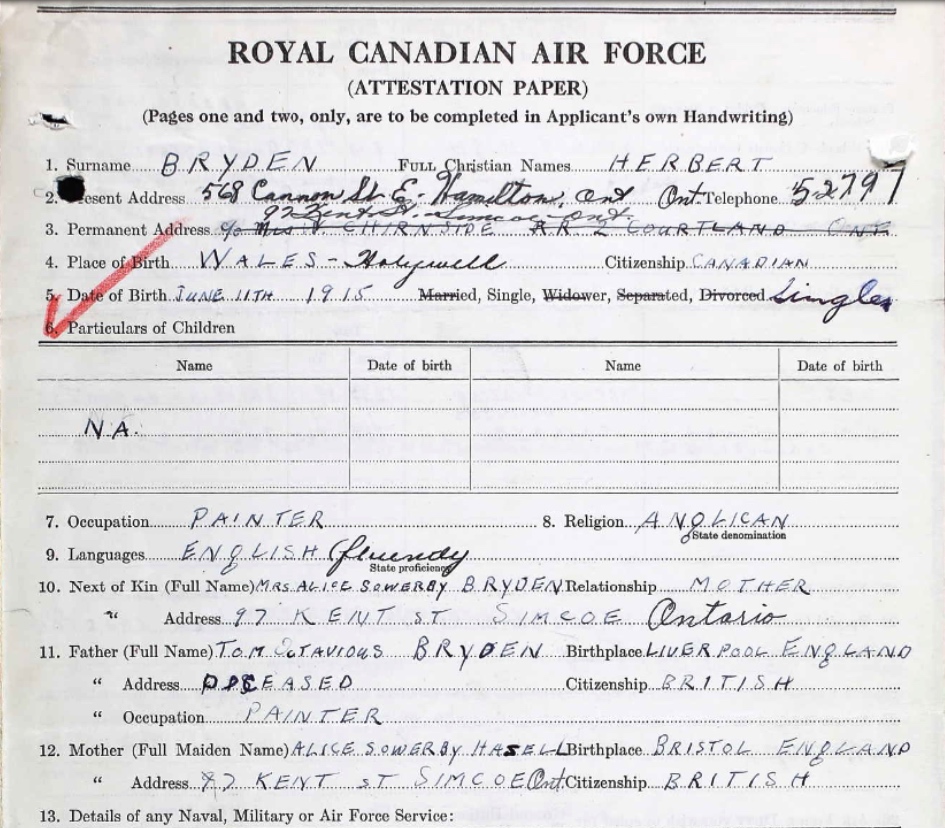 ROYAL CANADIAN AIR FORCE
(ATTESTATION PAPER)
(Pages one and two, only, are to be completed in Applicant's own Handwriting)
1. Surname BRYDEN FULL Christian Names HERBERT
2. Present Address 568 Cannon St. E. Hamilton, Ont Ont. Telephone 52797
97 Kent St. Simcoe Ont.
3. Permanent Address c/o Mrs V. CHIRNSIDE RR 2 COURTLAND ONT
4. Place of Birth WALES - Holywell Citizenship CANADIAN
5. Date of Birth JUNE 11TH 1915 Married, Single, Widower, Separated, Divorced Single
6. Particulars of Children
Name Date of birth Name Date of birth
N.A.
7. Occupation PAINTER 8. Religion ANGLICAN
State denomination
9. Languages ENGLISH (fluently
State proficiency
10. Next of Kin (Full Name) MRS. ALICE SOWERBY BRYDEN Relationship MOTHER
" Address 97 KENT ST SIMCOE Ontario
11. Father (Full Name) TOM OCTAVIOUS BRYDEN Birthplace LIVERPOOL ENGLAND
" Address DECEASED Citizenship BRITISH
" Occupation PAINTER
12. Mother (Full Maiden Name) ALICE SOWERBY HASELL Birthplace BRISTOL ENGLAND
" Address 97 KENT ST SIMCOE Ont Citizenship BRITISH
13. Details of any Naval, Military or Air Force Service: